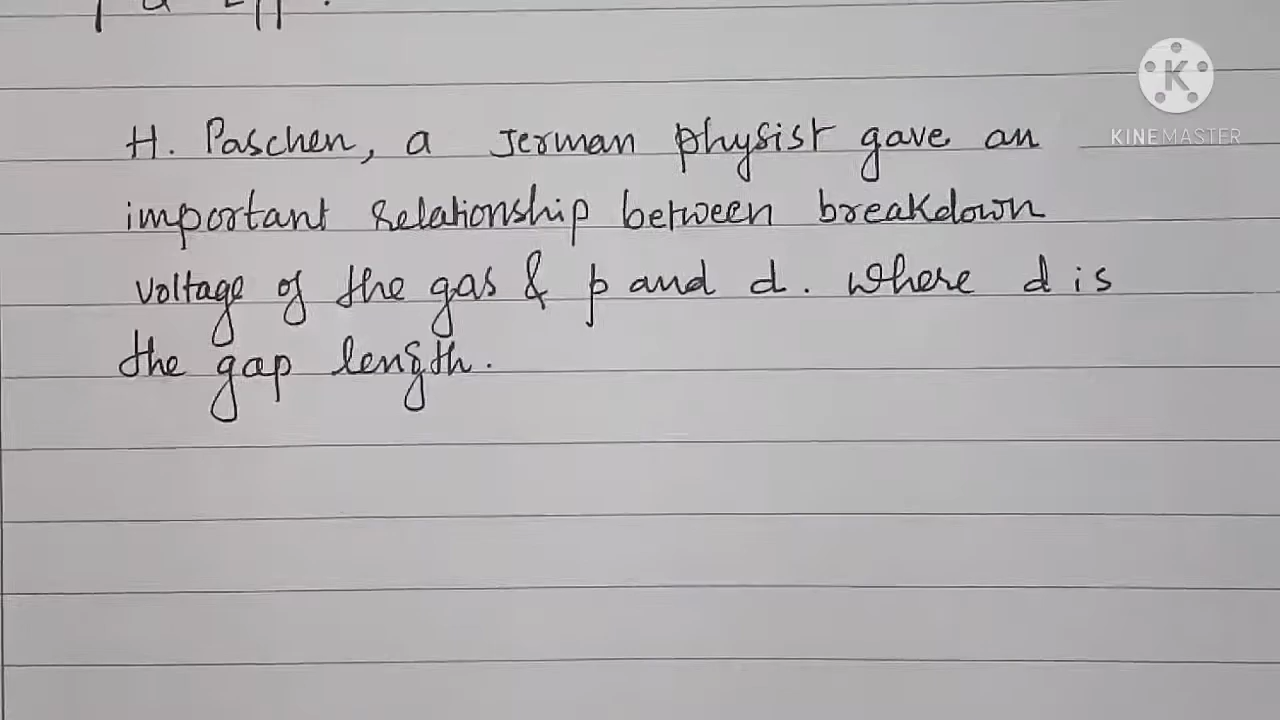 H. Paschen, a Jerman physist gave an
important relationship between breakdown
voltage of the gas & p and d. where d is
the gap length.
KINEMASTER